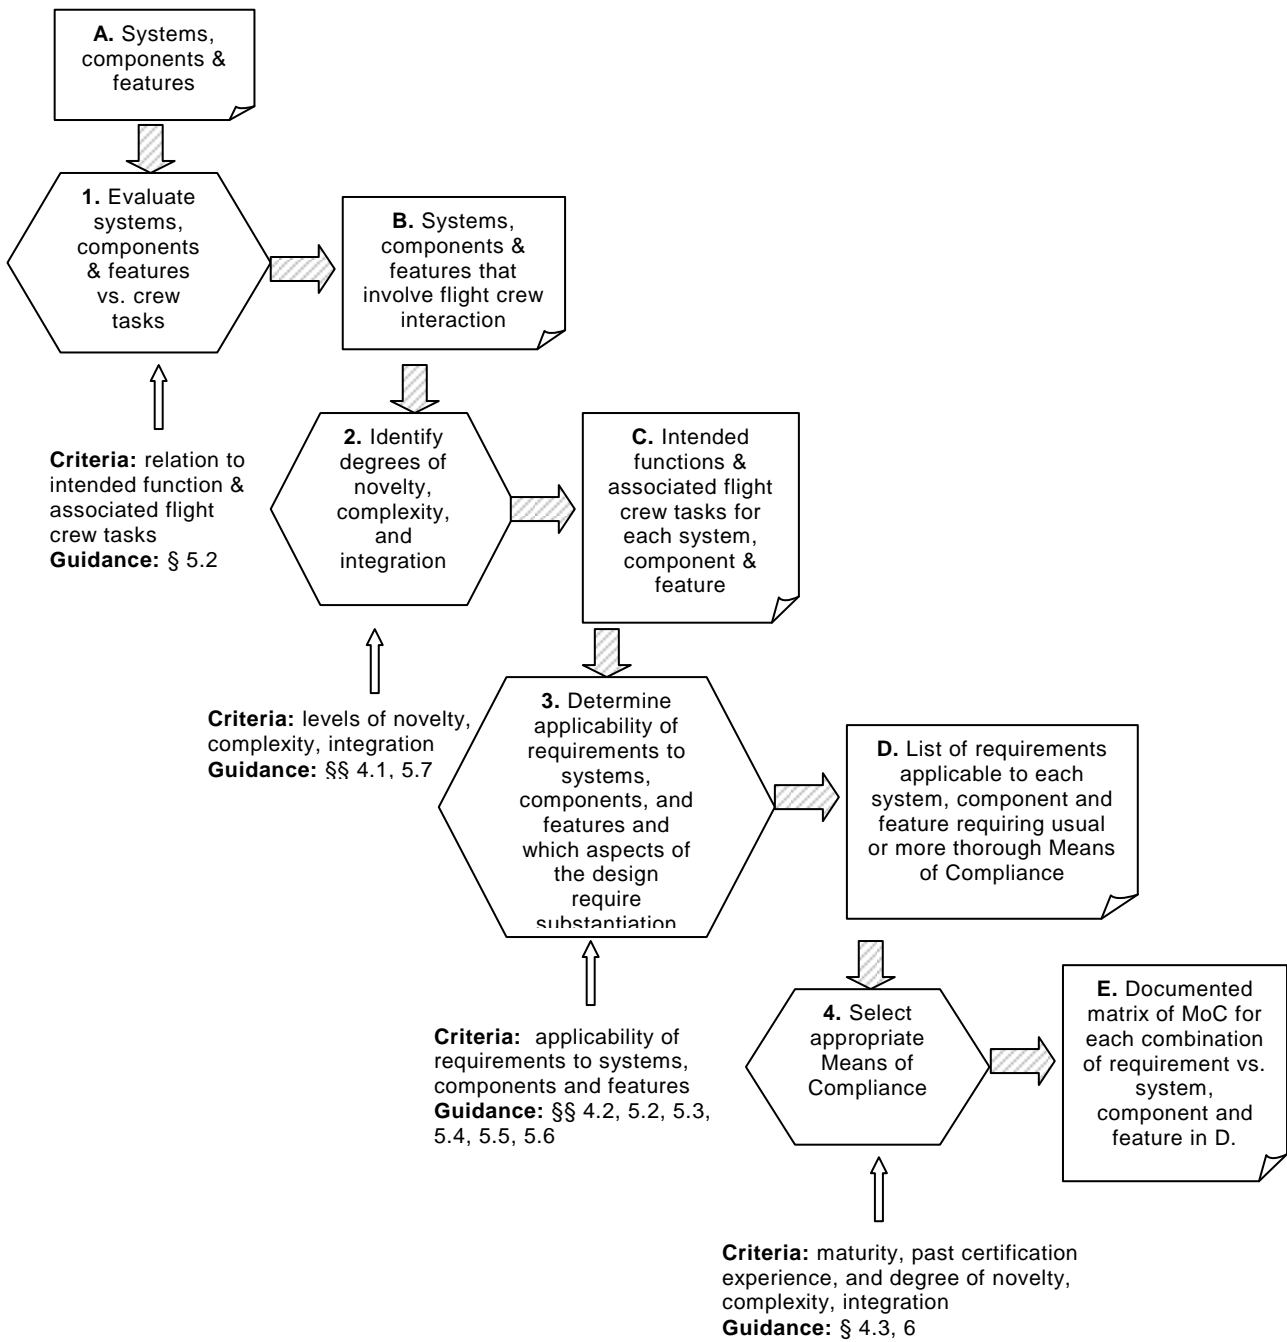 A. Systems,
components &
features
1. Evaluate
systems,
components
& features
vs. crew
tasks
B. Systems,
components &
features that
involve flight crew
interaction
Criteria: relation to
intended function &
associated flight
crew tasks
Guidance: § 5.2
2. Identify
degrees of
novelty,
complexity,
and
integration
C. Intended
functions &
associated flight
crew tasks for
each system,
component &
feature
Criteria: levels of novelty,
complexity, integration
Guidance: §§ 4.1, 5.7
3. Determine
applicability of
requirements to
systems,
components, and
features and
which aspects of
the design
require
substantiation
D. List of requirements
applicable to each
system, component and
feature requiring usual
or more thorough Means
of Compliance
Criteria: applicability of
requirements to systems,
components and features
Guidance: §§ 4.2, 5.2, 5.3,
5.4, 5.5, 5.6
4. Select
appropriate
Means of
Compliance
E. Documented
matrix of MoC for
each combination
of requirement vs.
system,
component and
feature in D.
Criteria: maturity, past certification
experience, and degree of novelty,
complexity, integration
Guidance: § 4.3, 6